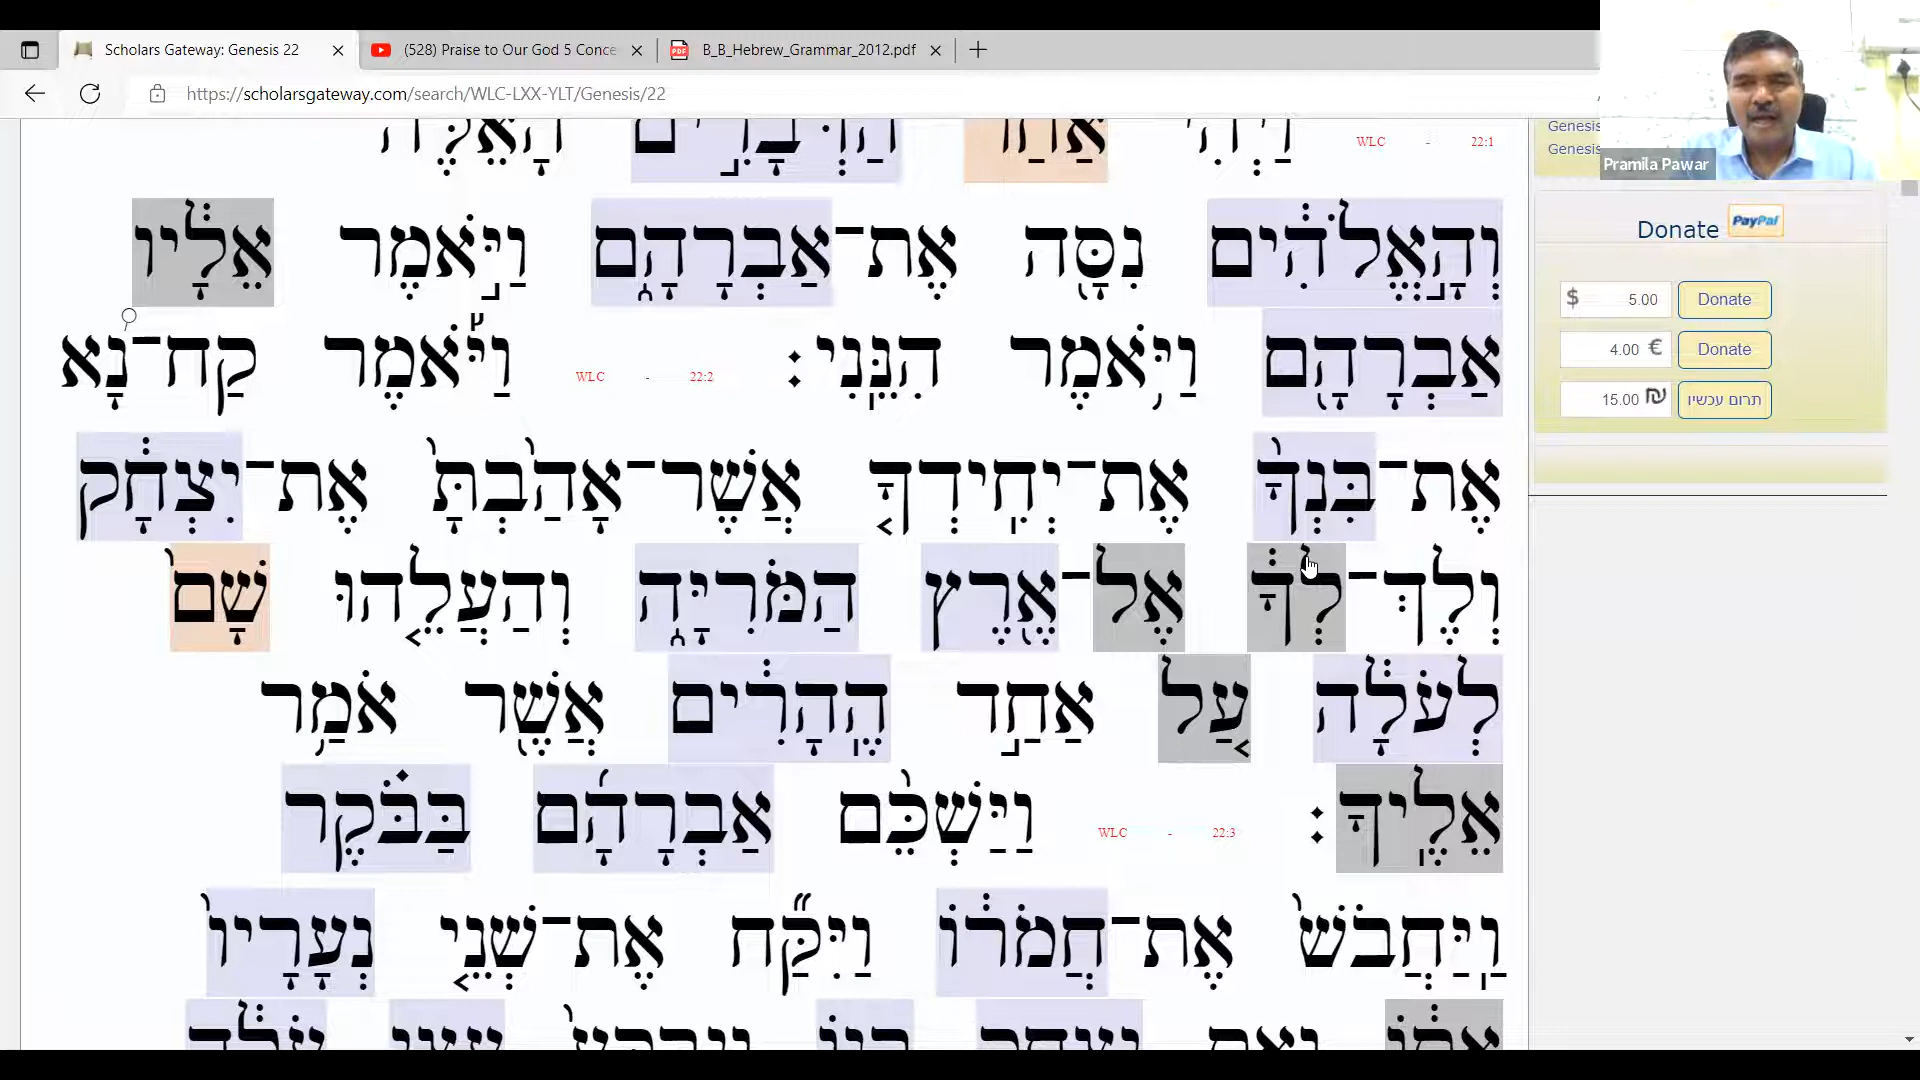 Scholars Gateway: Genesis 22
(528) Praise to Our God 5 Conce
B_B_Hebrew_Grammar_2012.pdf
https://scholarsgateway.com/search/WLC-LXX-YLT/Genesis/22
Pramila Pawar
WLC - 22:1 וַיְהִי אַחַר הַדְּבָרִים הָאֵלֶּה
וְהָאֱלֹהִים נִסָּה אֶת־אַבְרָהָם וַיֹּאמֶר אֵלָיו
אַבְרָהָם וַיֹּאמֶר הִנֵּנִי׃ WLC - 22:2 וַיֹּאמֶר קַח־נָא
אֶת־בִּנְךָ אֶת־יְחִידְךָ אֲשֶׁר־אָהַבְתָּ אֶת־יִצְחָק
וְלֶךְ־לְךָ אֶל־אֶרֶץ הַמֹּרִיָּה וְהַעֲלֵהוּ שָׁם
לְעֹלָה עַל אַחַד הֶהָרִים אֲשֶׁר אֹמַר
אֵלֶיךָ׃ WLC - 22:3 וַיַּשְׁכֵּם אַבְרָהָם בַּבֹּקֶר
וַיַּחֲבֹשׁ אֶת־חֲמֹרוֹ וַיִּקַּח אֶת־שְׁנֵי נְעָרָיו
Genesis
Genesis
Donate PayPal
$ 5.00 Donate
4.00 € Donate
15.00 ₪ תרום עכשיו